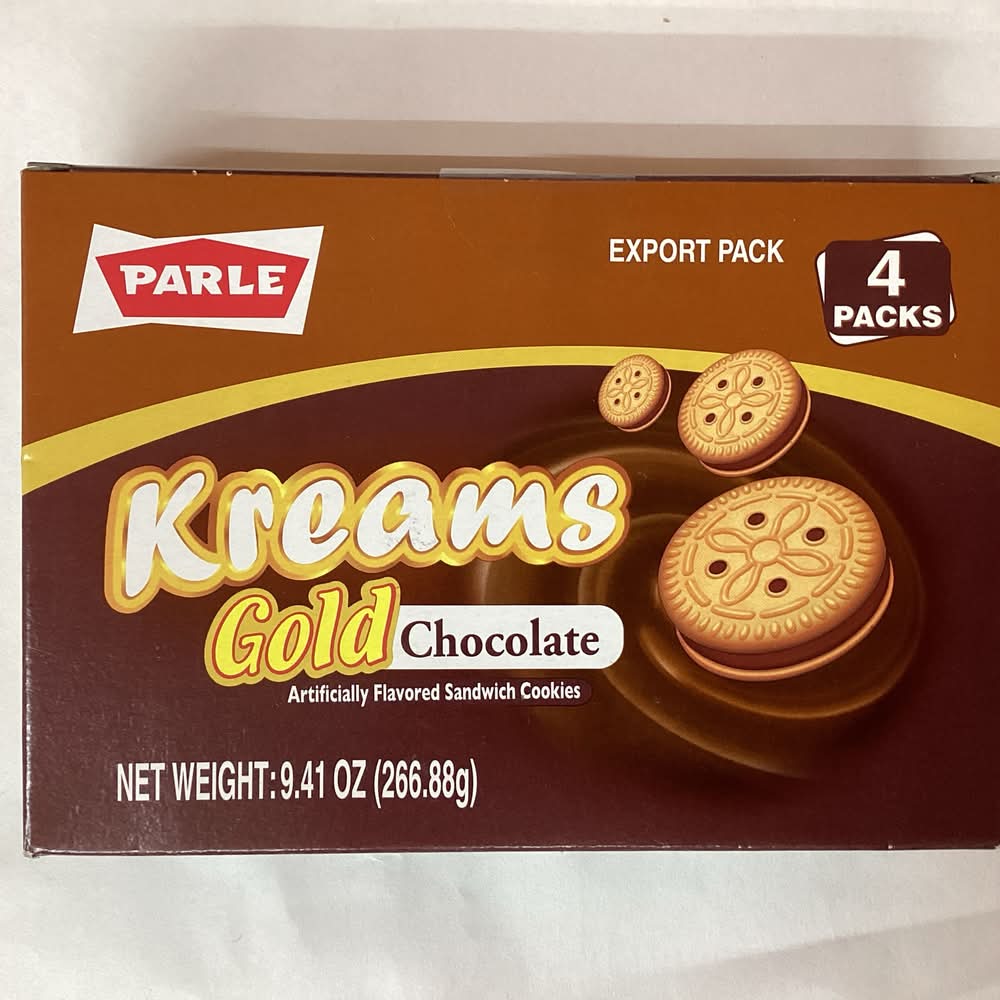 PARLE
EXPORT PACK
4
PACKS
Kreams
Gold Chocolate
Artificially Flavored Sandwich Cookies
NET WEIGHT: 9.41 OZ (266.88g)